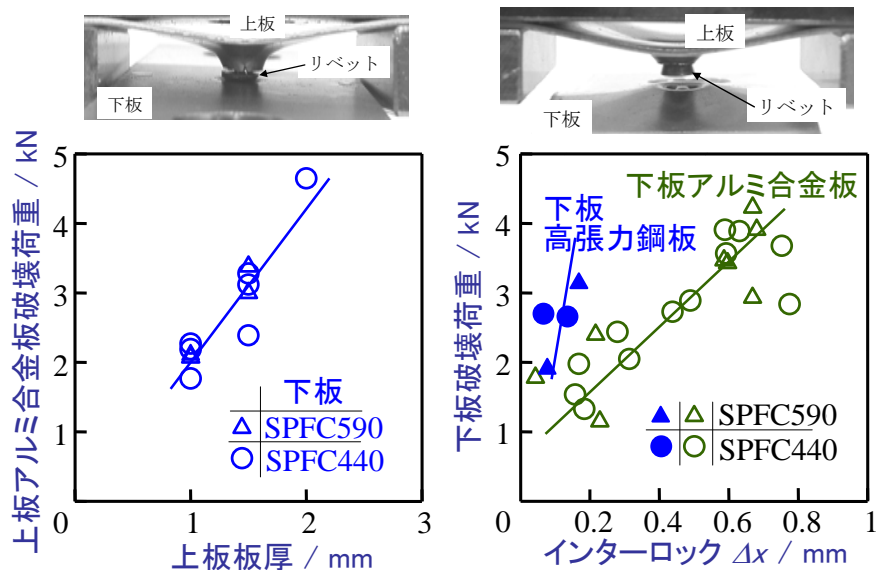 上板
リベット
下板
上板
リベット
下板
上板アルミ合金板破壊荷重 / kN
5
4
3
2
1
0
1
2
3
上板板厚 / mm
下板
SPFC590
SPFC440
下板破壊荷重 / kN
5
4
3
2
1
0
0.2
0.4
0.6
0.8
1
インターロック Δx / mm
下板アルミ合金板
下板
高張力鋼板
SPFC590
SPFC440